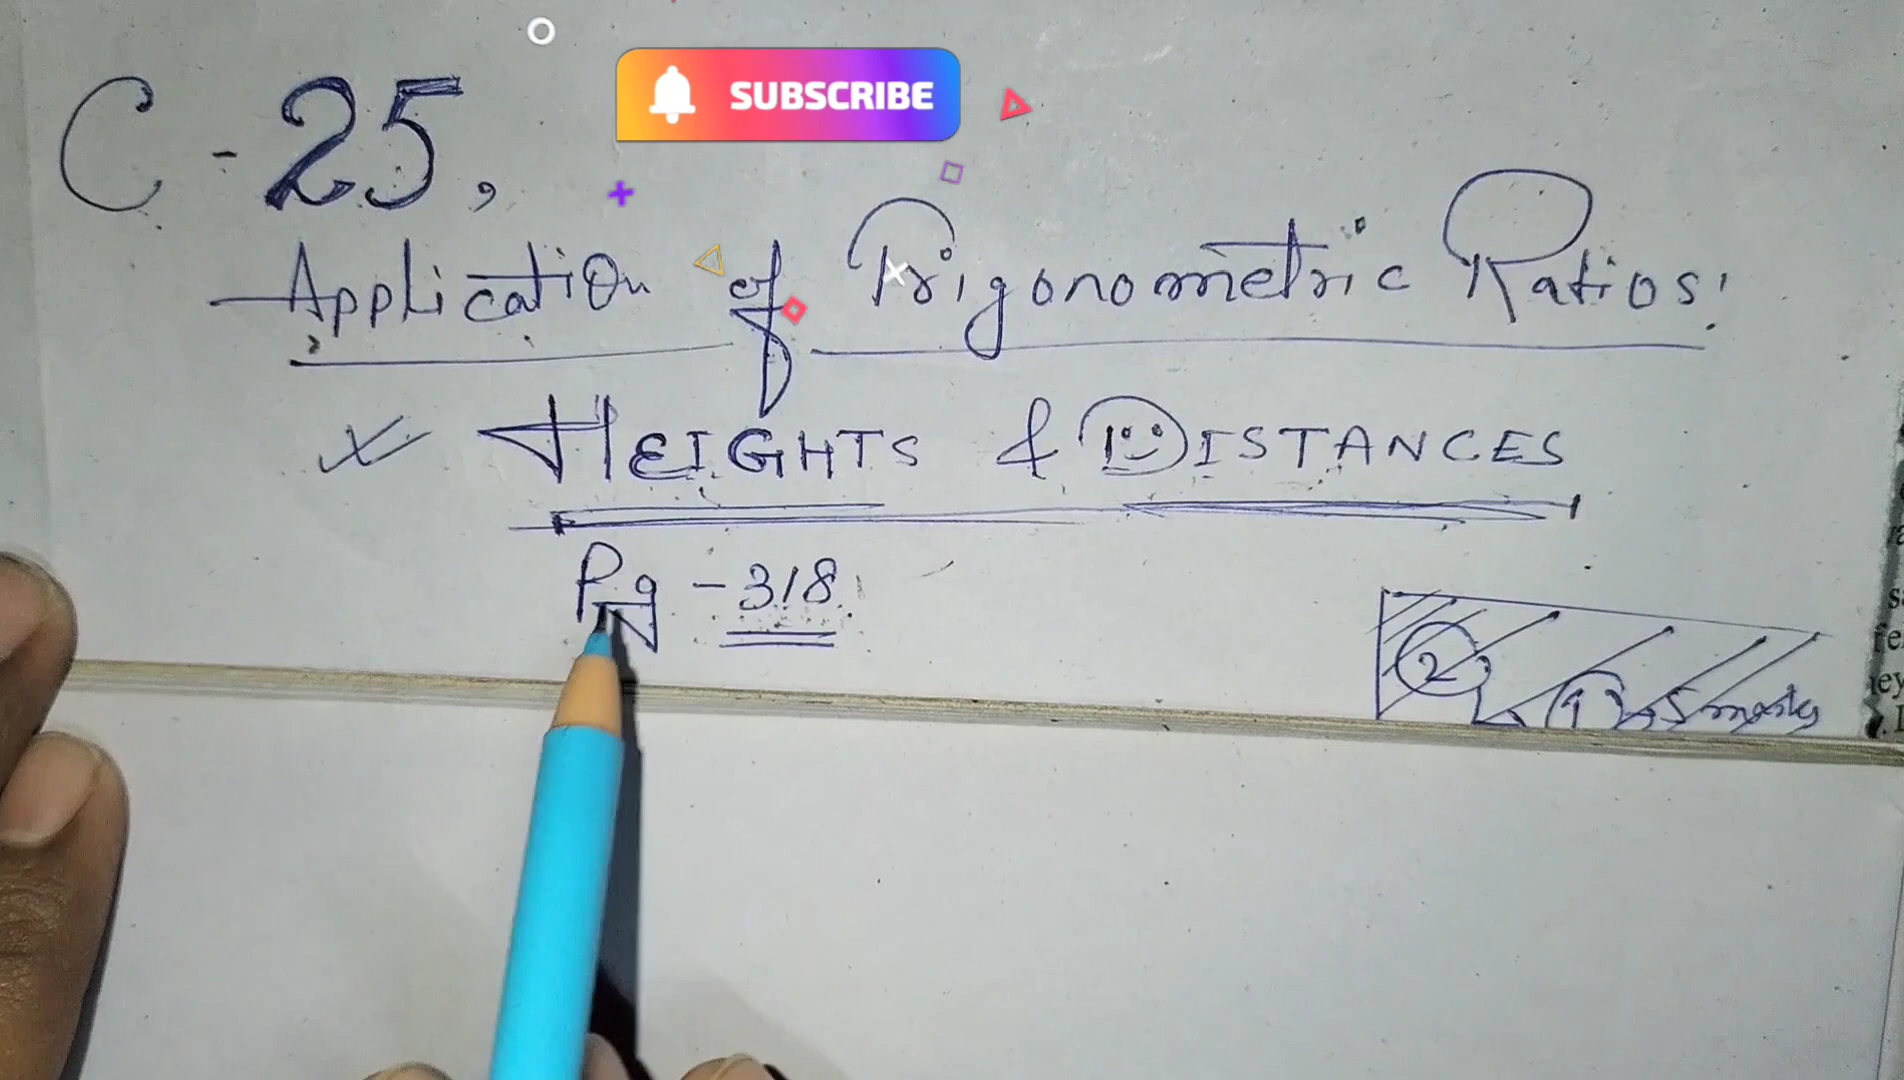 SUBSCRIBE
C-25,
Application of Trigonometric Ratios:
HEIGHTS & DISTANCES
Pg - 318
2 1 5 marks